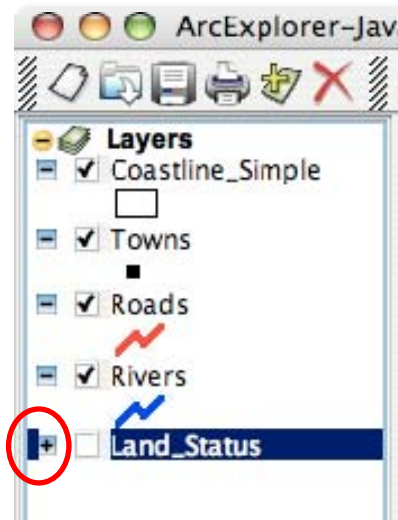 ArcExplorer-Jav
Layers
Coastline_Simple
Towns
Roads
Rivers
Land_Status